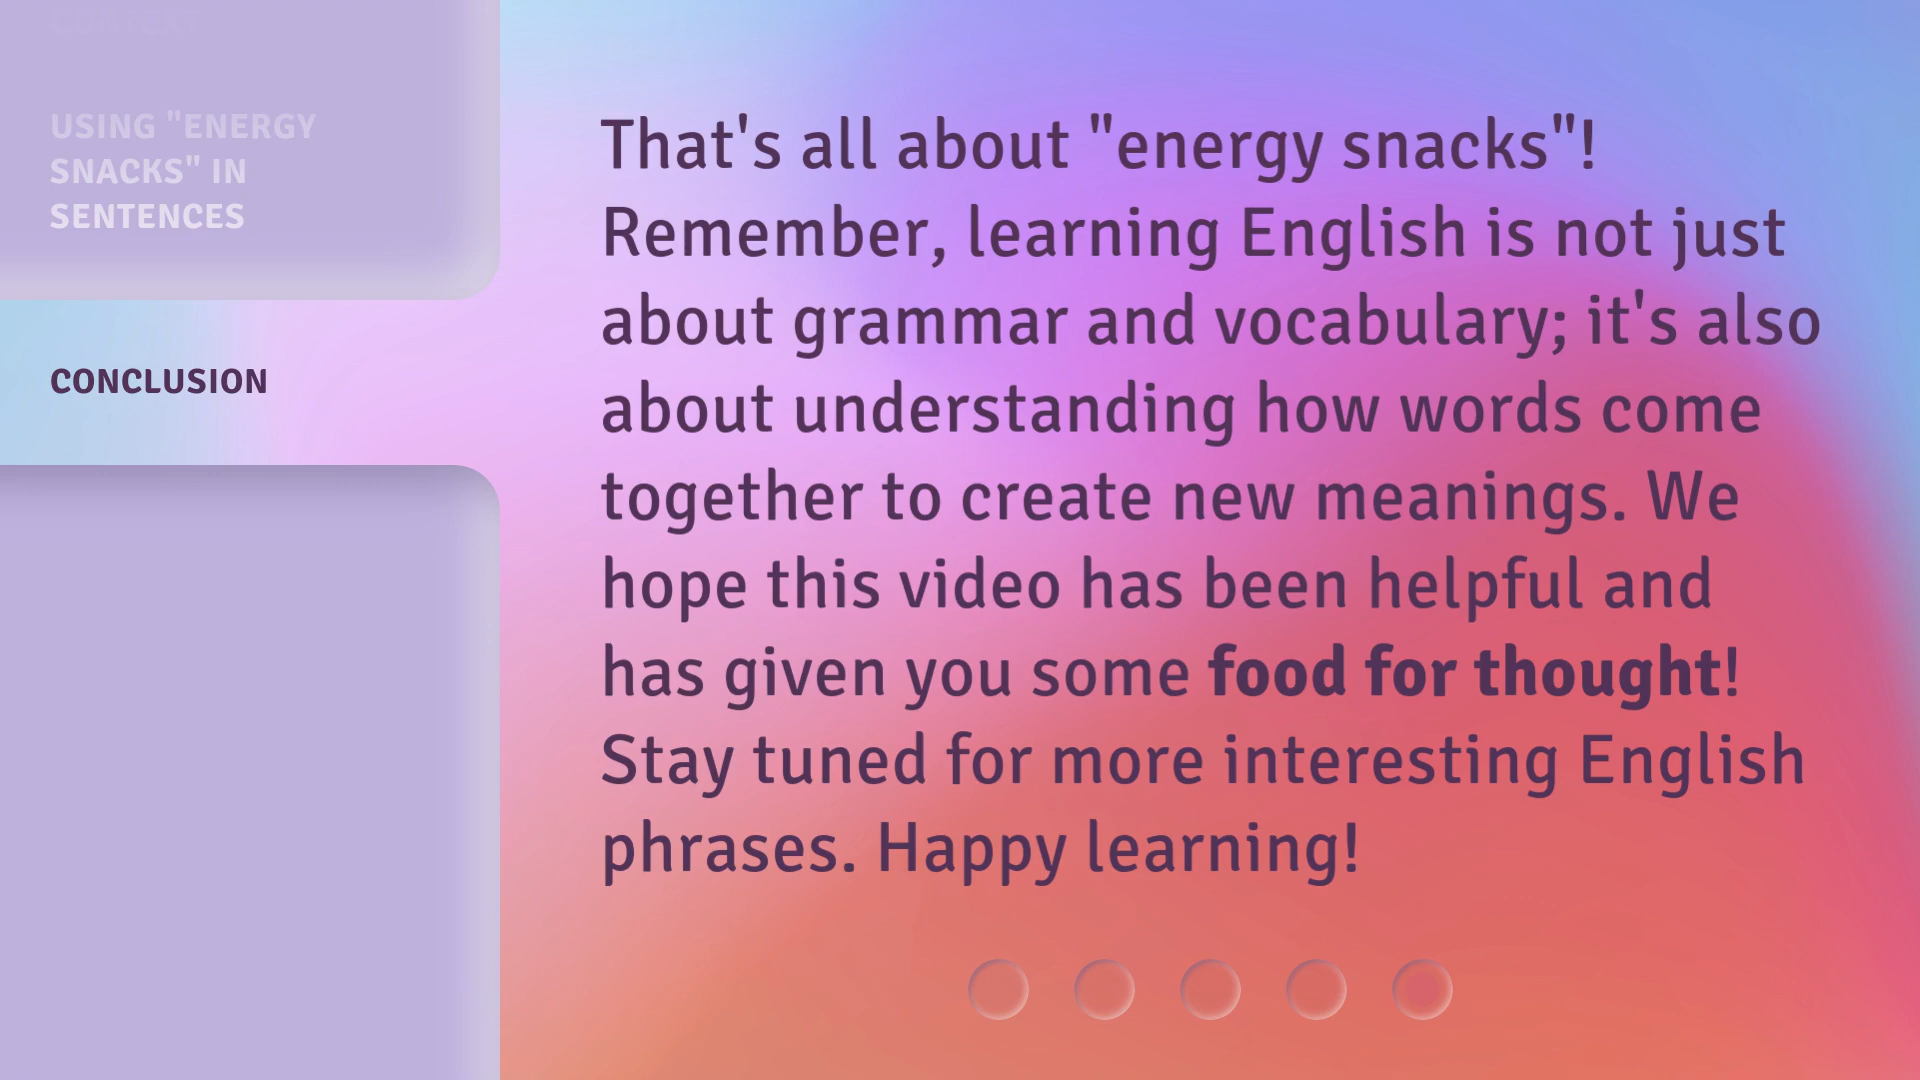 CONTEXT
USING "ENERGY
SNACKS" IN
SENTENCES
CONCLUSION
That's all about "energy snacks"!
Remember, learning English is not just
about grammar and vocabulary; it's also
about understanding how words come
together to create new meanings. We
hope this video has been helpful and
has given you some food for thought!
Stay tuned for more interesting English
phrases. Happy learning!